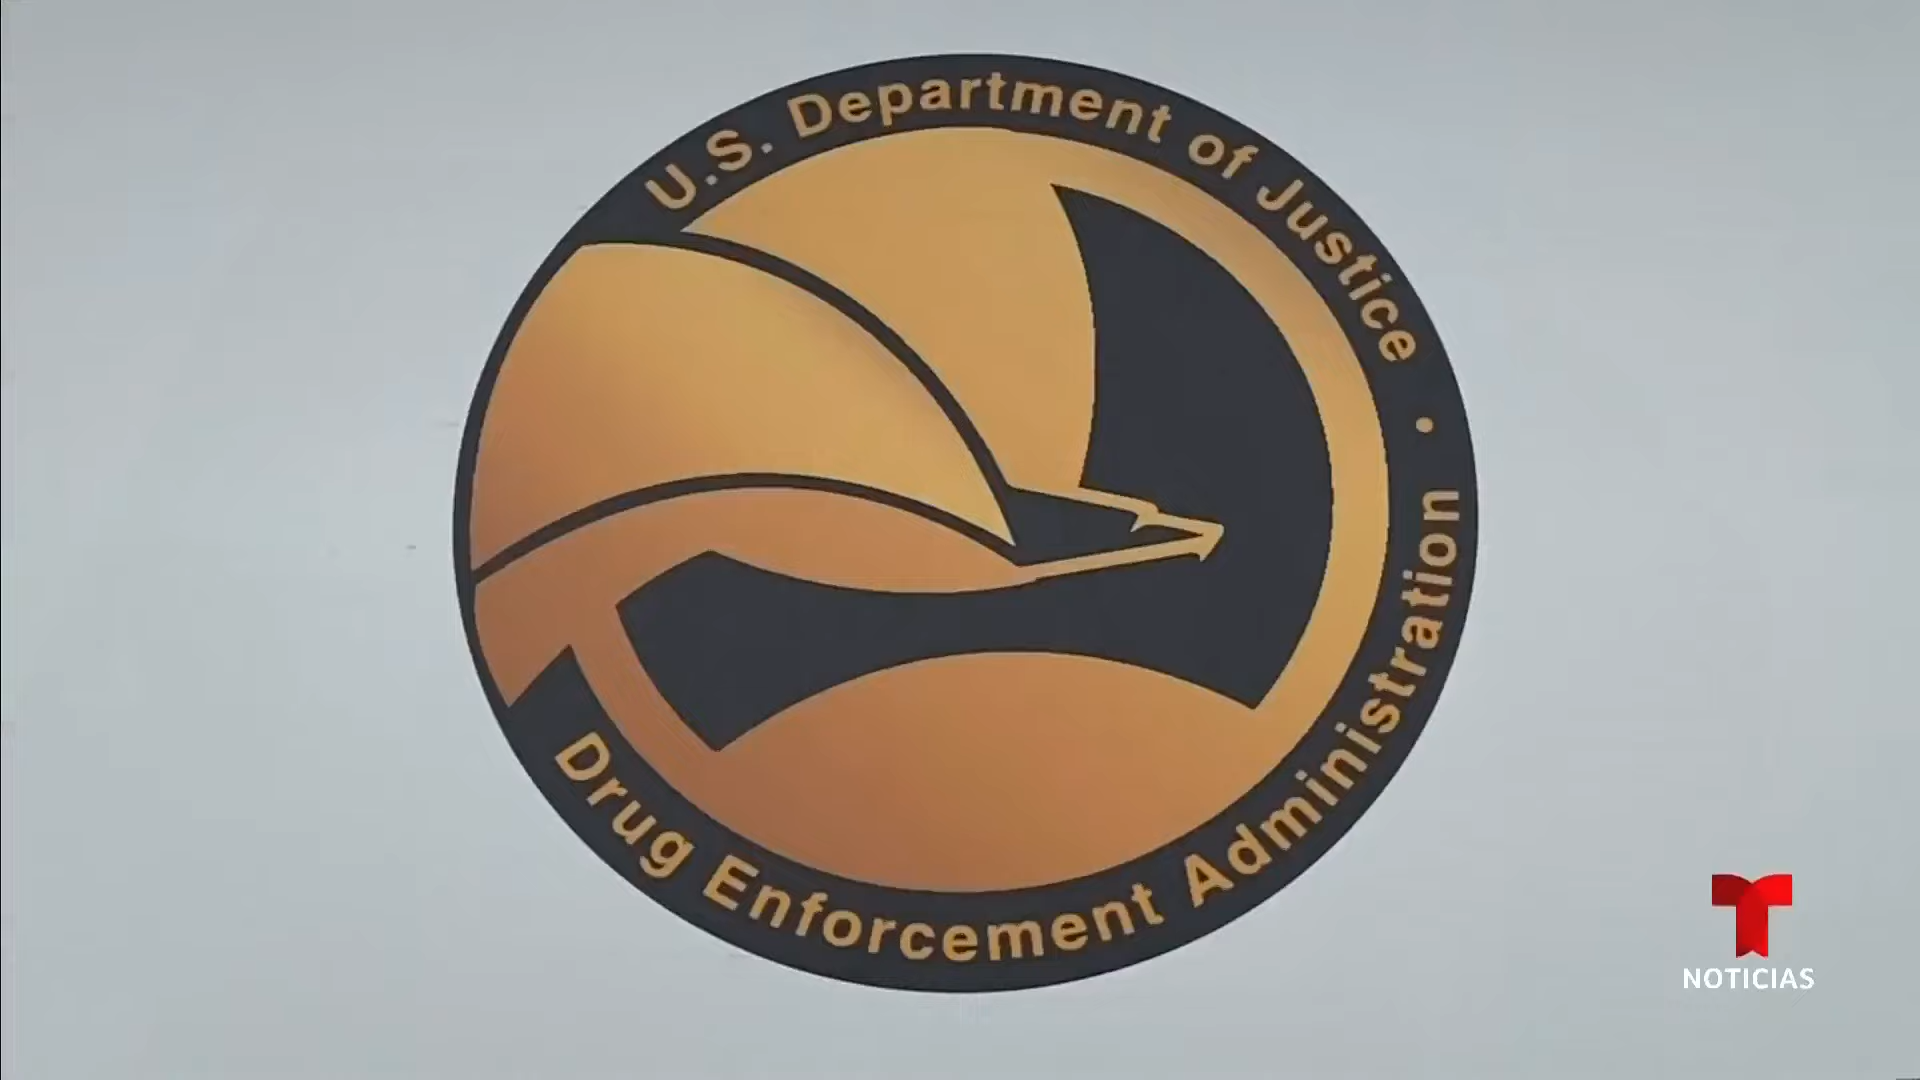 U.S. Department of Justice • Drug Enforcement Administration
NOTICIAS